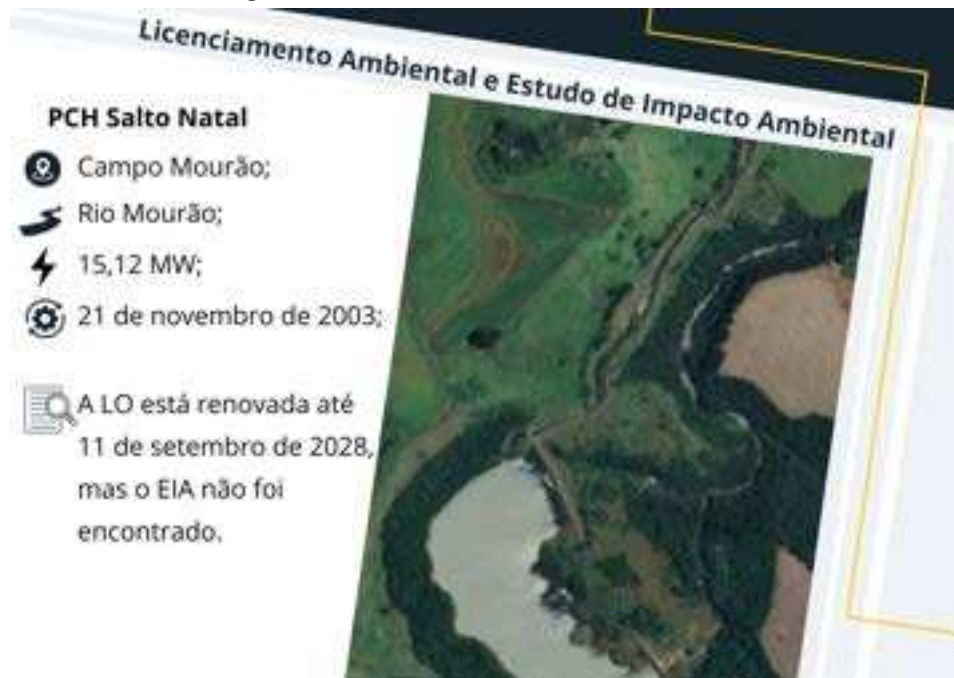 Licenciamento Ambiental e Estudo de Impacto Ambiental
PCH Salto Natal
Campo Mourão;
Rio Mourão;
15,12 MW;
21 de novembro de 2003;
A LO está renovada até
11 de setembro de 2028,
mas o EIA não foi
encontrado.